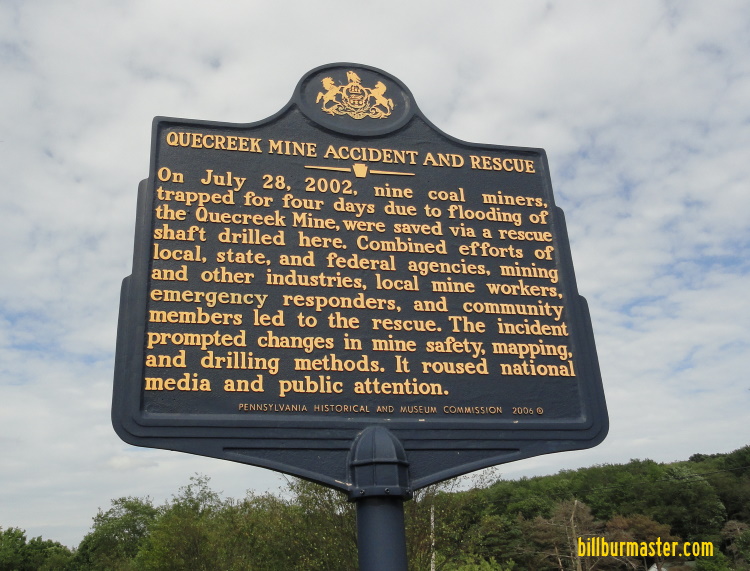 QUECREEK MINE ACCIDENT AND RESCUE
On July 28, 2002, nine coal miners,
trapped for four days due to flooding of
the Quecreek Mine, were saved via a rescue
shaft drilled here. Combined efforts of
local, state, and federal agencies, mining
and other industries, local mine workers,
emergency responders, and community
members led to the rescue. The incident
prompted changes in mine safety, mapping,
and drilling methods. It roused national
media and public attention.
PENNSYLVANIA HISTORICAL AND MUSEUM COMMISSION 2006 ©
billburmaster.com